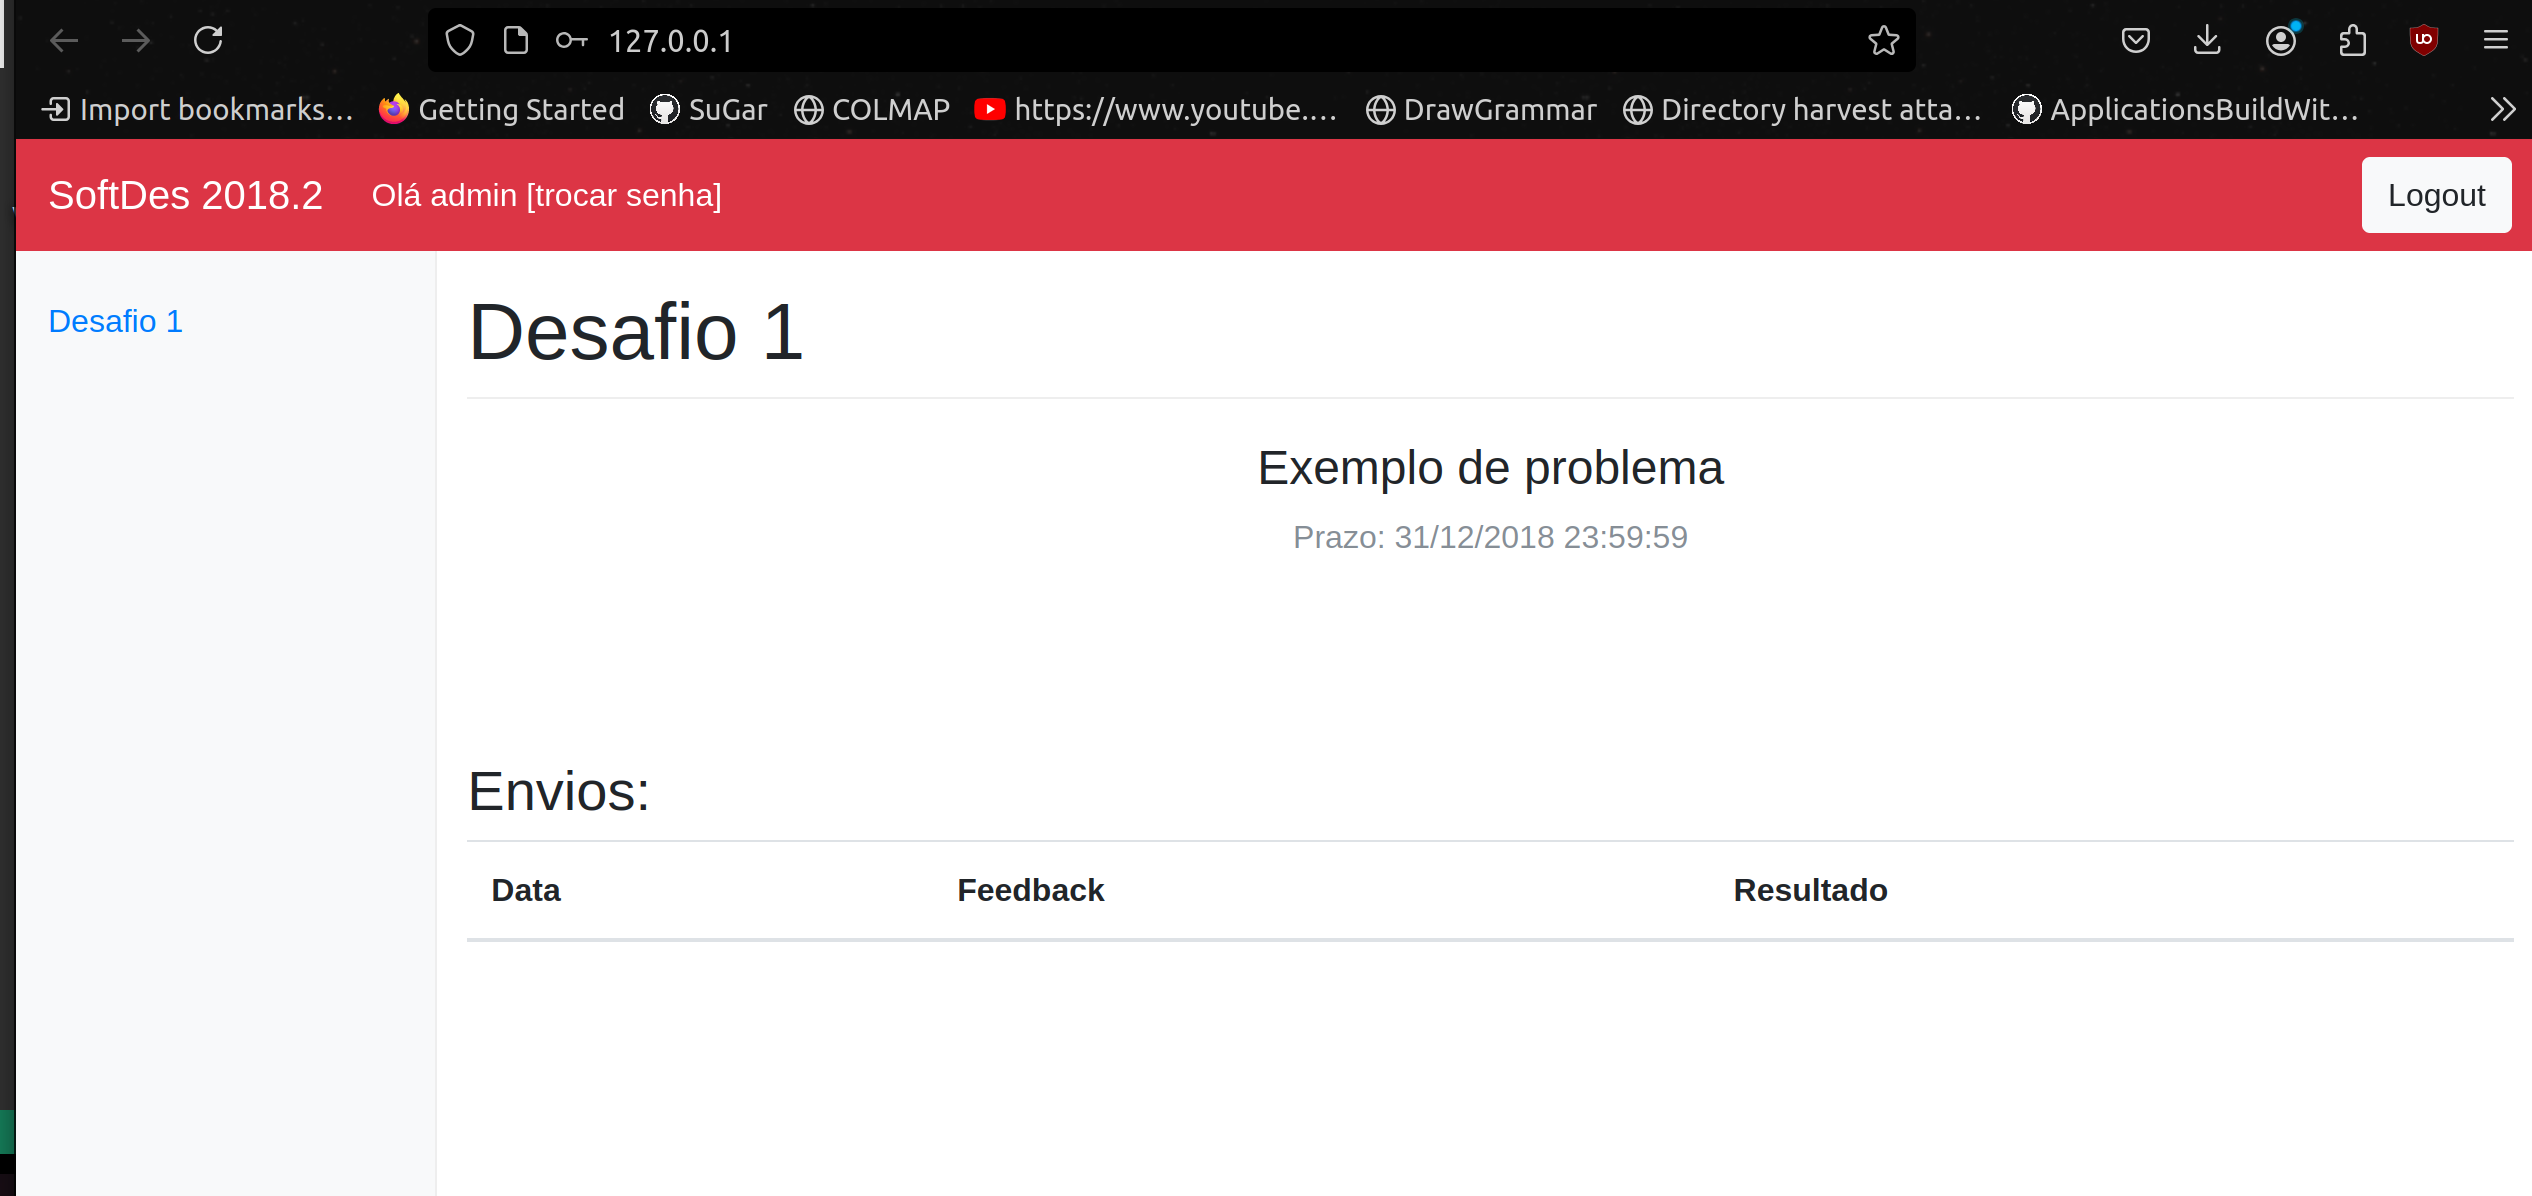 127.0.0.1
Import bookmarks... Getting Started SuGar COLMAP https://www.youtube.... DrawGrammar Directory harvest atta... ApplicationsBuildWit...
SoftDes 2018.2 Olá admin [trocar senha] Logout
Desafio 1
Desafio 1
Exemplo de problema
Prazo: 31/12/2018 23:59:59
Envios:
Data Feedback Resultado